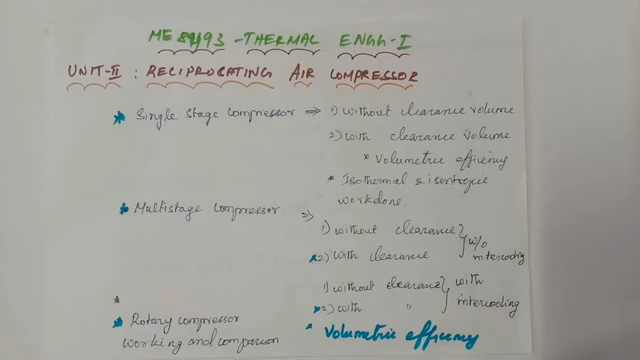 ME8493 -THERMAL ENGG-I
UNIT-II : RECIPROCATING AIR COMPRESSOR
* Single stage compressor ⇒ 1) without clearance volume
2) with clearance volume
* Volumetric efficiency
* Isothermal & isentropic workdone.
* Multistage compressor ⇒
1) without clearance
2) with clearance } w/o intercooling
1) without clearance
* 2) with " } with intercooling
*
* Rotary compressor
working and comparison
* Volumetric efficiency